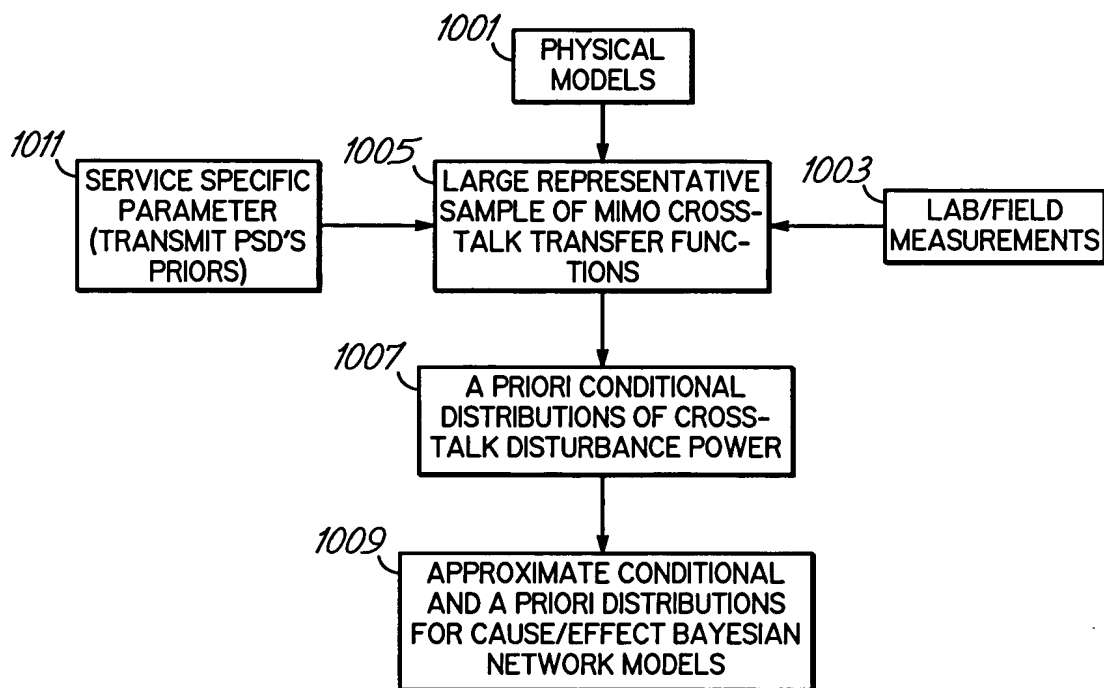 1001
PHYSICAL
MODELS
1011
SERVICE SPECIFIC
PARAMETER
(TRANSMIT PSD'S
PRIORS)
1005
LARGE REPRESENTATIVE
SAMPLE OF MIMO CROSS-
TALK TRANSFER FUNC-
TIONS
1003
LAB/FIELD
MEASUREMENTS
1007
A PRIORI CONDITIONAL
DISTRIBUTIONS OF CROSS-
TALK DISTURBANCE POWER
1009
APPROXIMATE CONDITIONAL
AND A PRIORI DISTRIBUTIONS
FOR CAUSE/EFFECT BAYESIAN
NETWORK MODELS